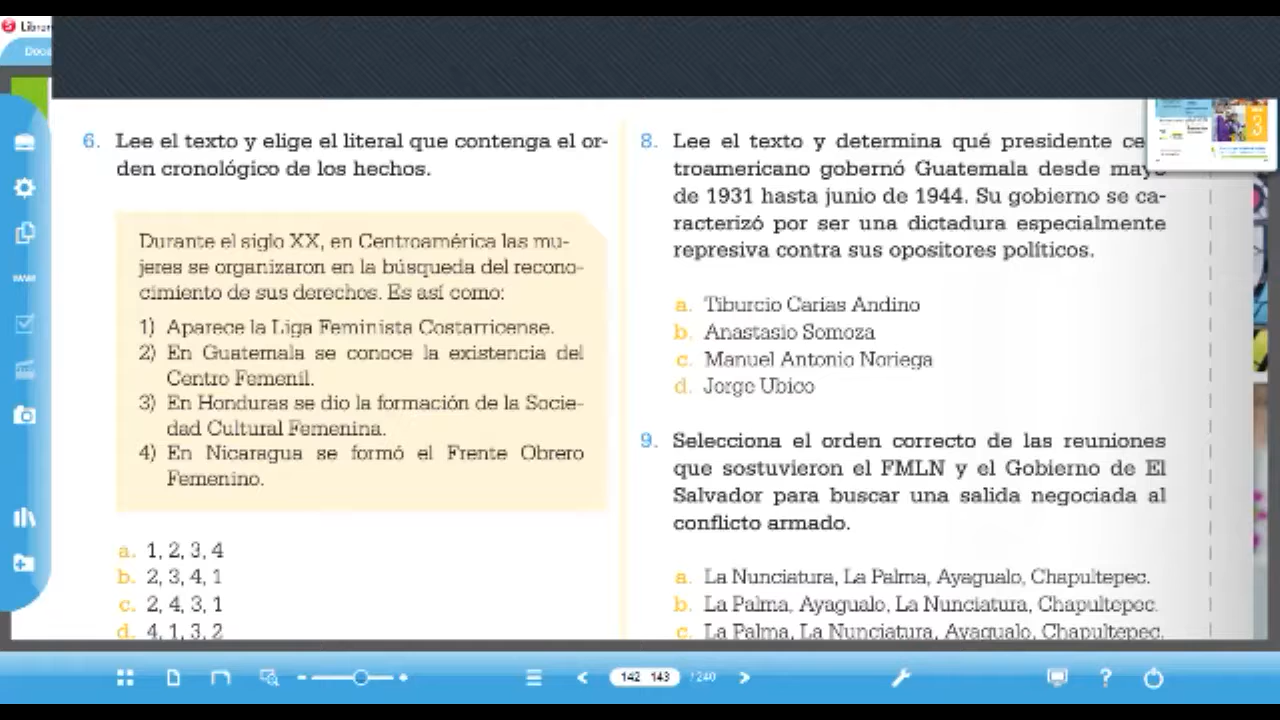 6. Lee el texto y elige el literal que contenga el or-
den cronológico de los hechos.
Durante el siglo XX, en Centroamérica las mu-
jeres se organizaron en la búsqueda del recono-
cimiento de sus derechos. Es así como:
1) Aparece la Liga Feminista Costarricense.
2) En Guatemala se conoce la existencia del
Centro Femenil.
3) En Honduras se dio la formación de la Socie-
dad Cultural Femenina.
4) En Nicaragua se formó el Frente Obrero
Femenino.
a. 1, 2, 3, 4
b. 2, 3, 4, 1
c. 2, 4, 3, 1
d. 4, 1, 3, 2
8. Lee el texto y determina qué presidente
troamericano gobernó Guatemala desde mayo
de 1931 hasta junio de 1944. Su gobierno se ca-
racterizó por ser una dictadura especialmente
represiva contra sus opositores políticos.
a. Tiburcio Carias Andino
b. Anastasio Somoza
c. Manuel Antonio Noriega
d. Jorge Ubico
9. Selecciona el orden correcto de las reuniones
que sostuvieron el FMLN y el Gobierno de El
Salvador para buscar una salida negociada al
conflicto armado.
a. La Nunciatura, La Palma, Ayagualo, Chapultepec.
b. La Palma, Ayagualo, La Nunciatura, Chapultepec.
c. La Palma, La Nunciatura, Ayagualo, Chapultepec.
www
3
142 143 / 240
?